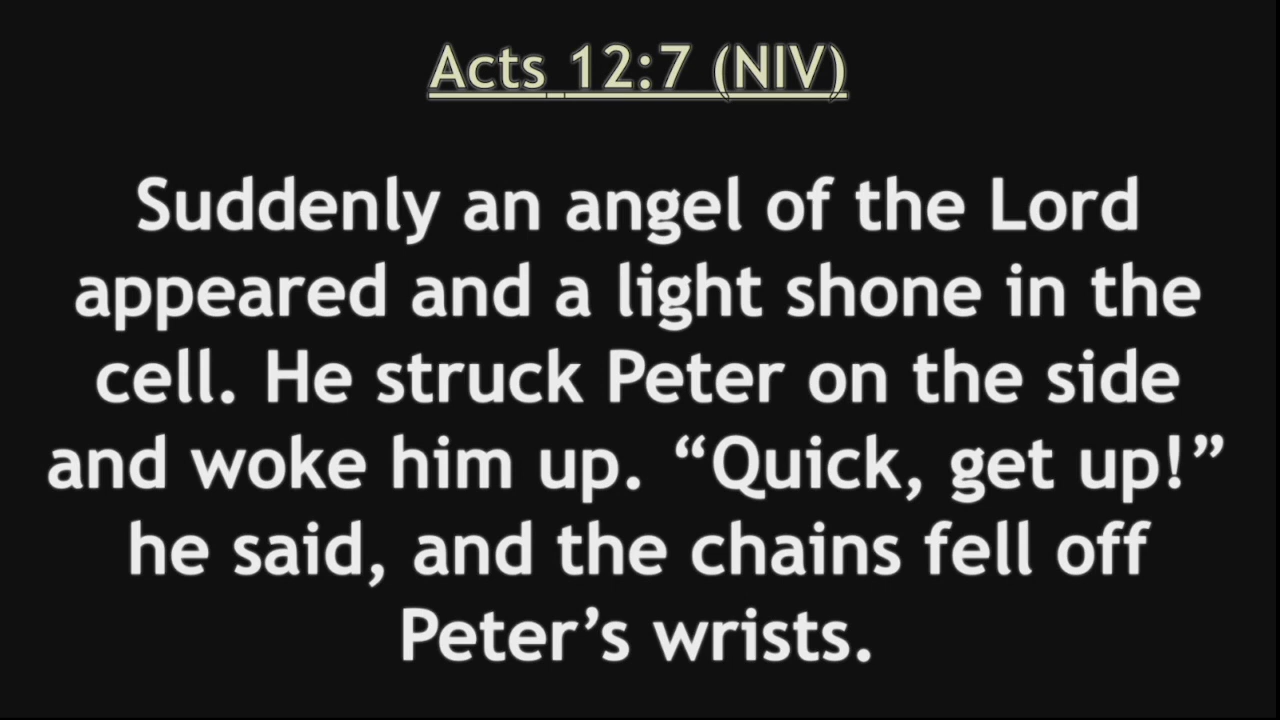 Acts 12:7 (NIV)
Suddenly an angel of the Lord
appeared and a light shone in the
cell. He struck Peter on the side
and woke him up. “Quick, get up!”
he said, and the chains fell off
Peter’s wrists.